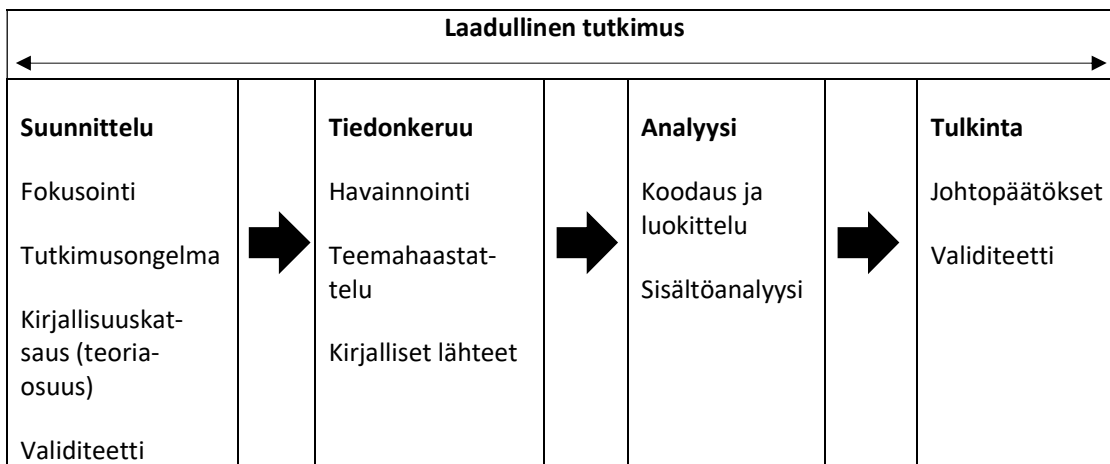 Laadullinen tutkimus
Suunnittelu
Fokusointi
Tutkimusongelma
Kirjallisuuskat-
saus (teoria-
osuus)
Validiteetti
Tiedonkeruu
Havainnointi
Teemahaastat-
telu
Kirjalliset lähteet
Analyysi
Koodaus ja
luokittelu
Sisältöanalyysi
Tulkinta
Johtopäätökset
Validiteetti